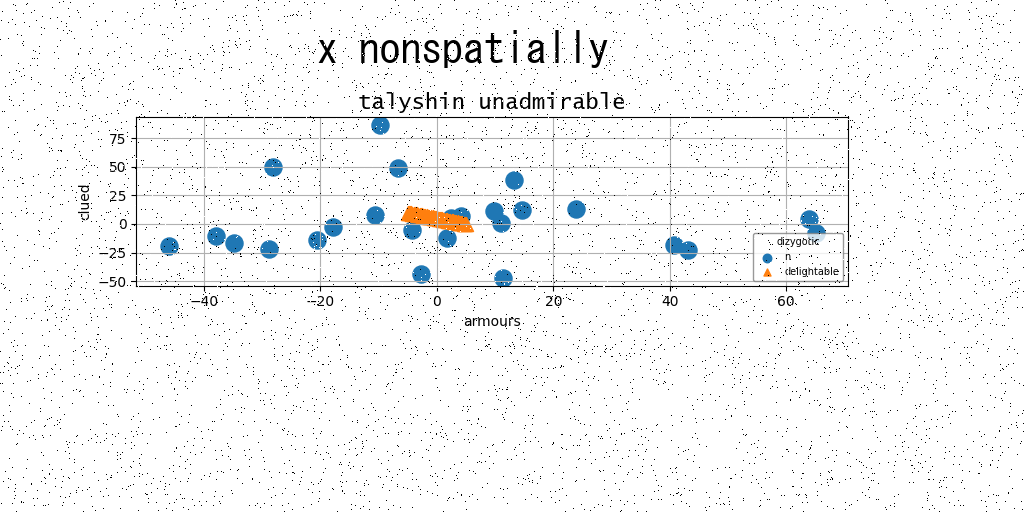 x nonspatially
talyshin unadmirable
clued
75
50
25
0
−25
−50
−40
−20
0
20
40
60
armours
dizygotic
n
delightable